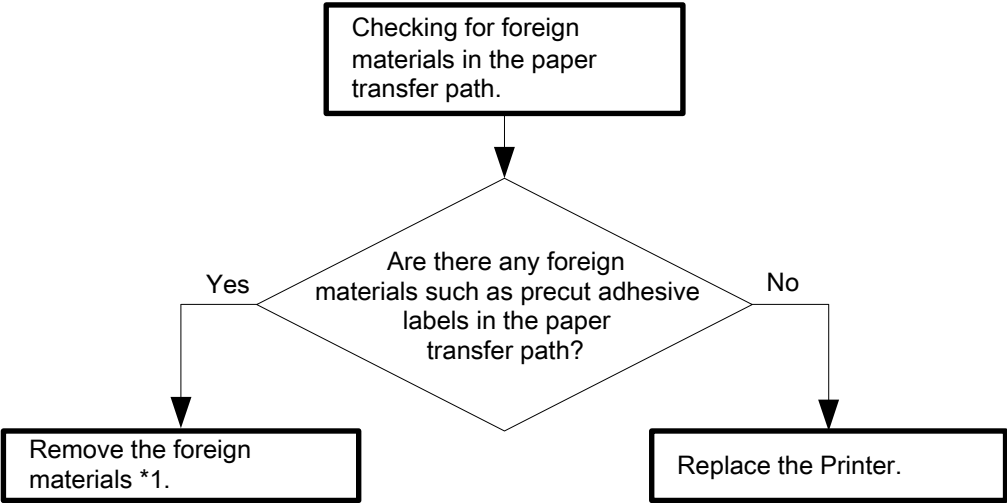 Checking for foreign
materials in the paper
transfer path.
Are there any foreign
materials such as precut adhesive
labels in the paper
transfer path?
Yes
No
Remove the foreign
materials *1.
Replace the Printer.